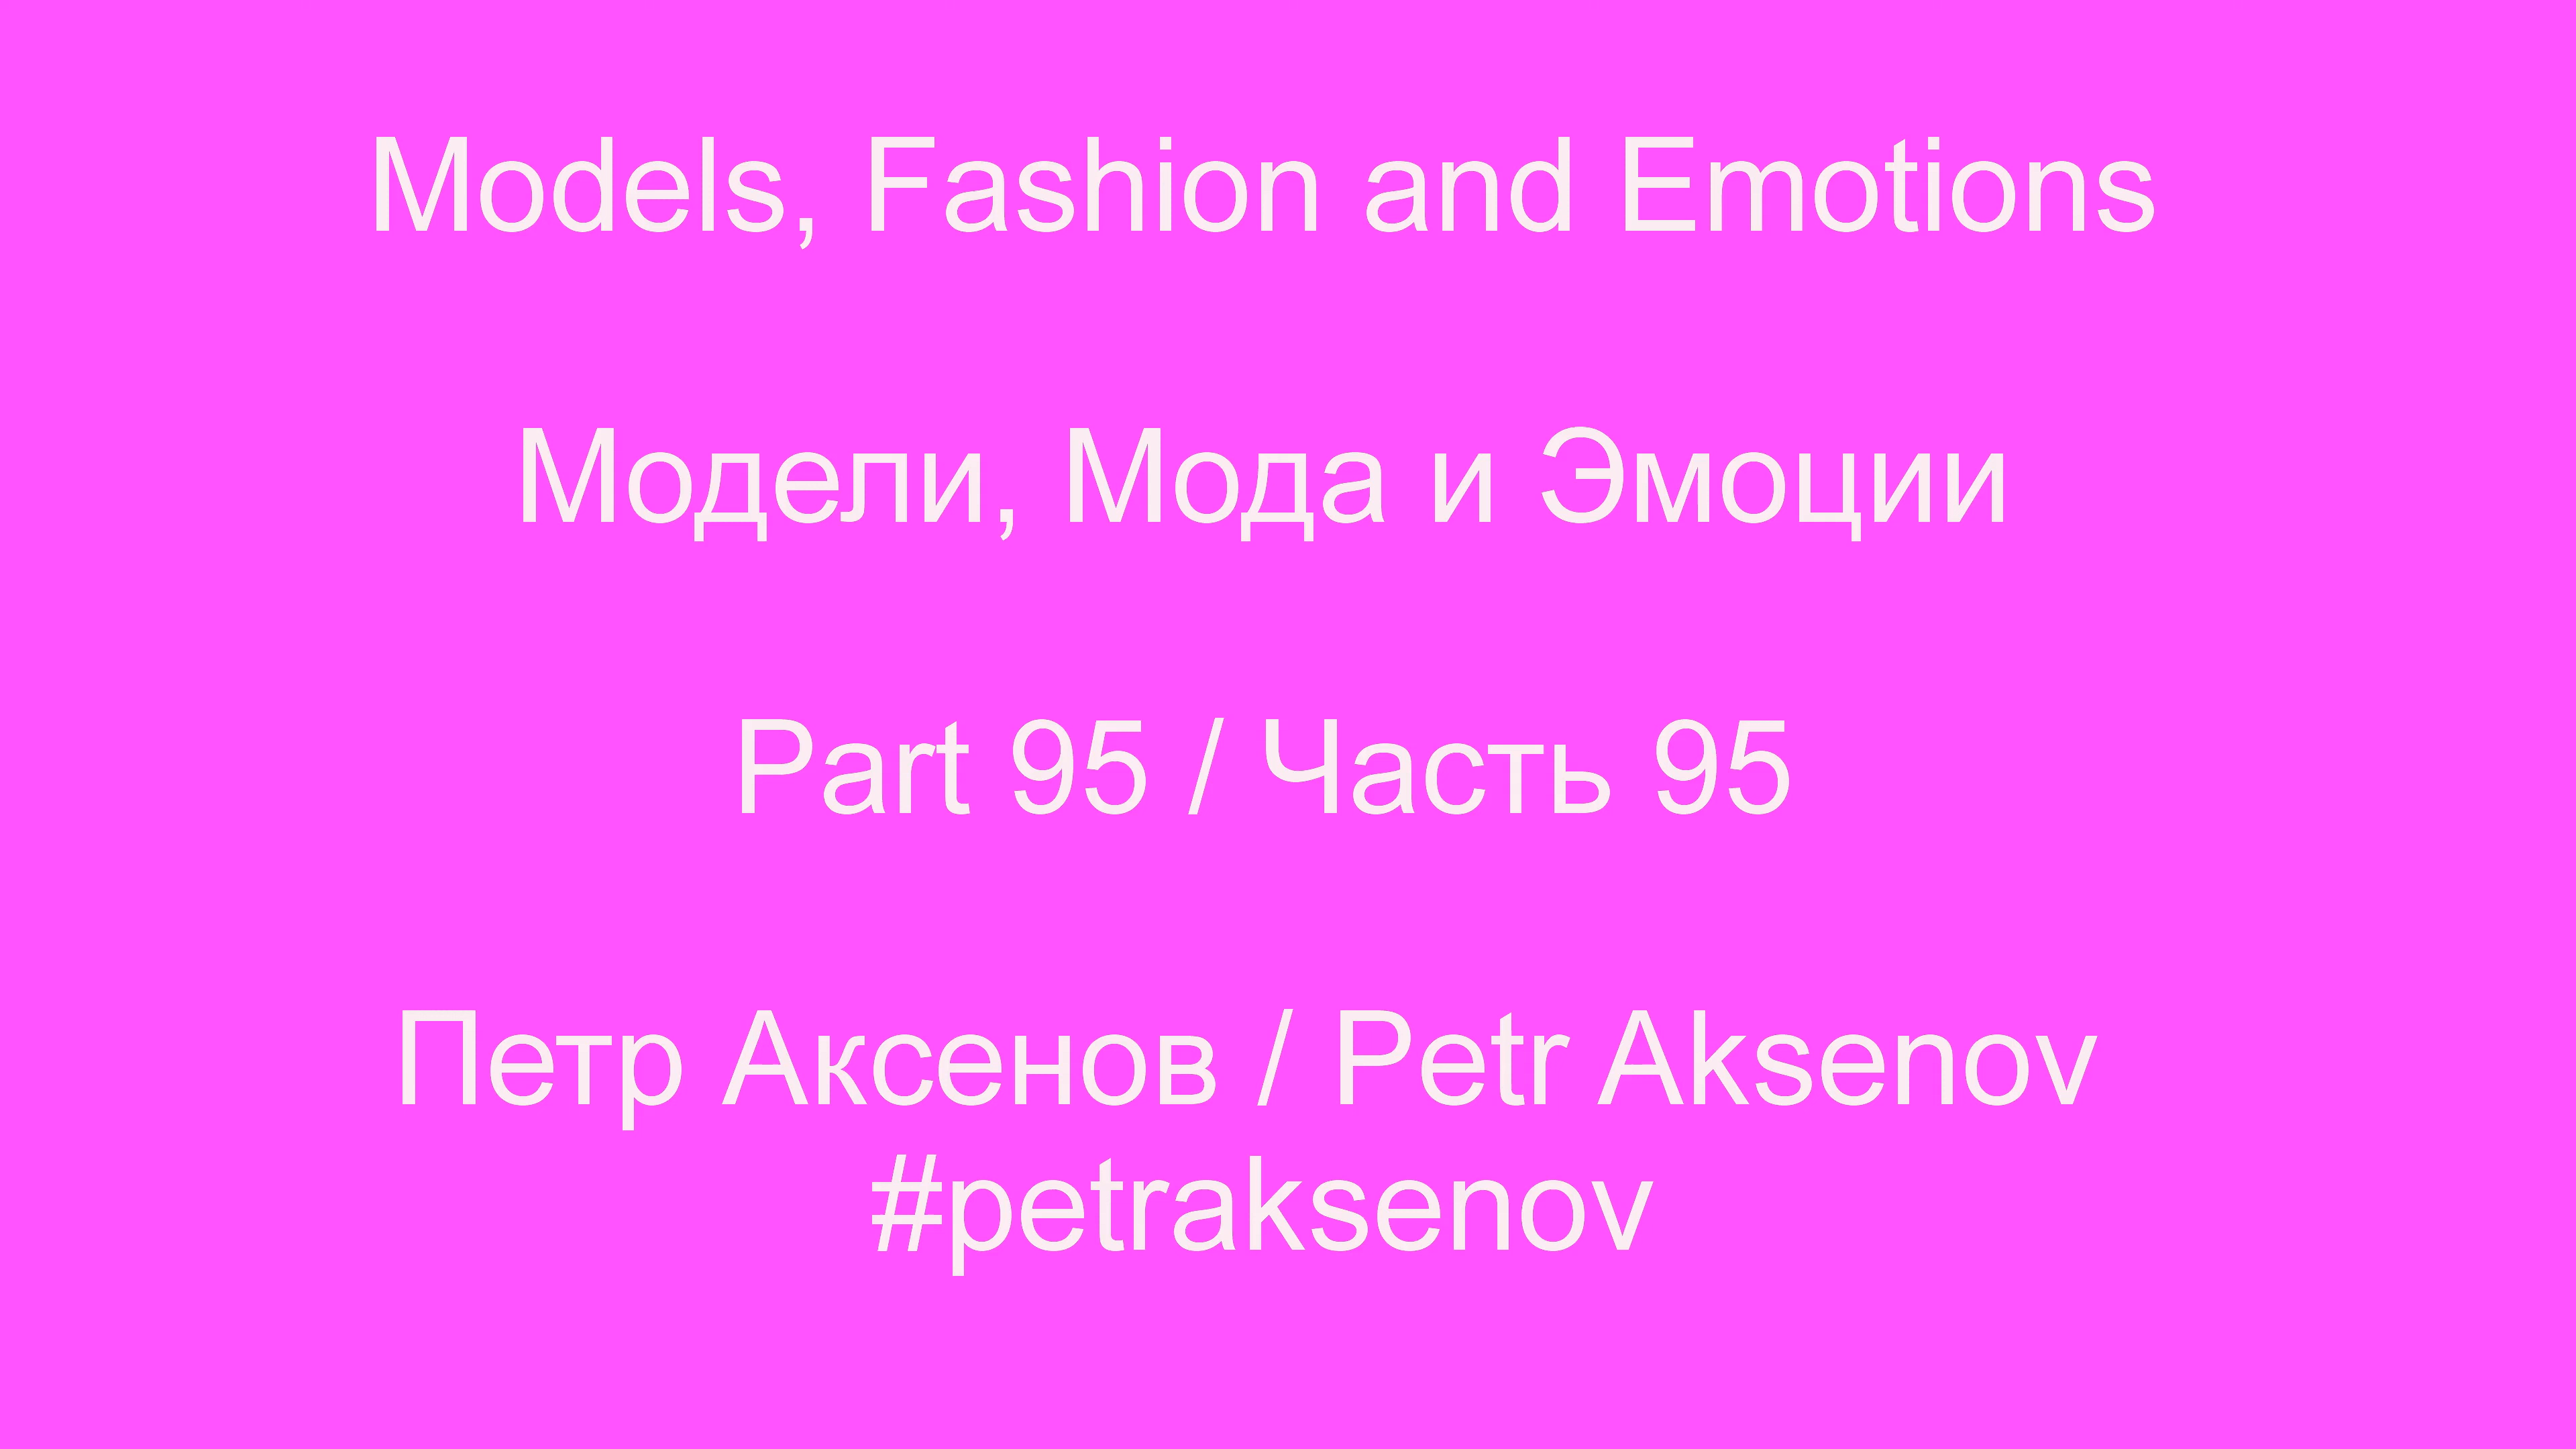 Models, Fashion and Emotions
Модели, Мода и Эмоции
Part 95 / Часть 95
Петр Аксенов / Petr Aksenov
#petraksenov